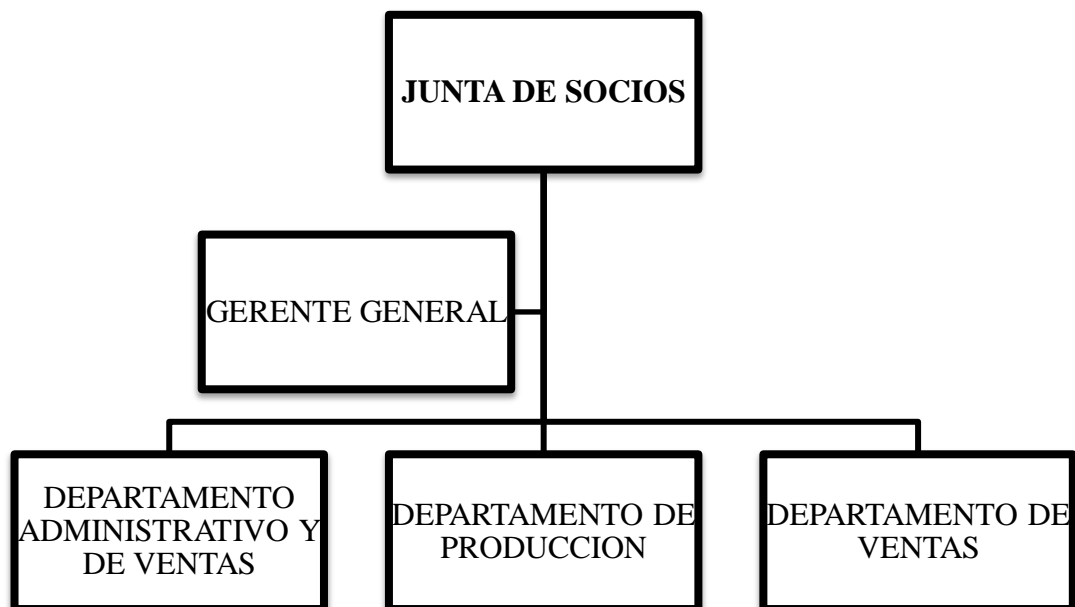 JUNTA DE SOCIOS
GERENTE GENERAL
DEPARTAMENTO
ADMINISTRATIVO Y
DE VENTAS
DEPARTAMENTO DE
PRODUCCION
DEPARTAMENTO DE
VENTAS